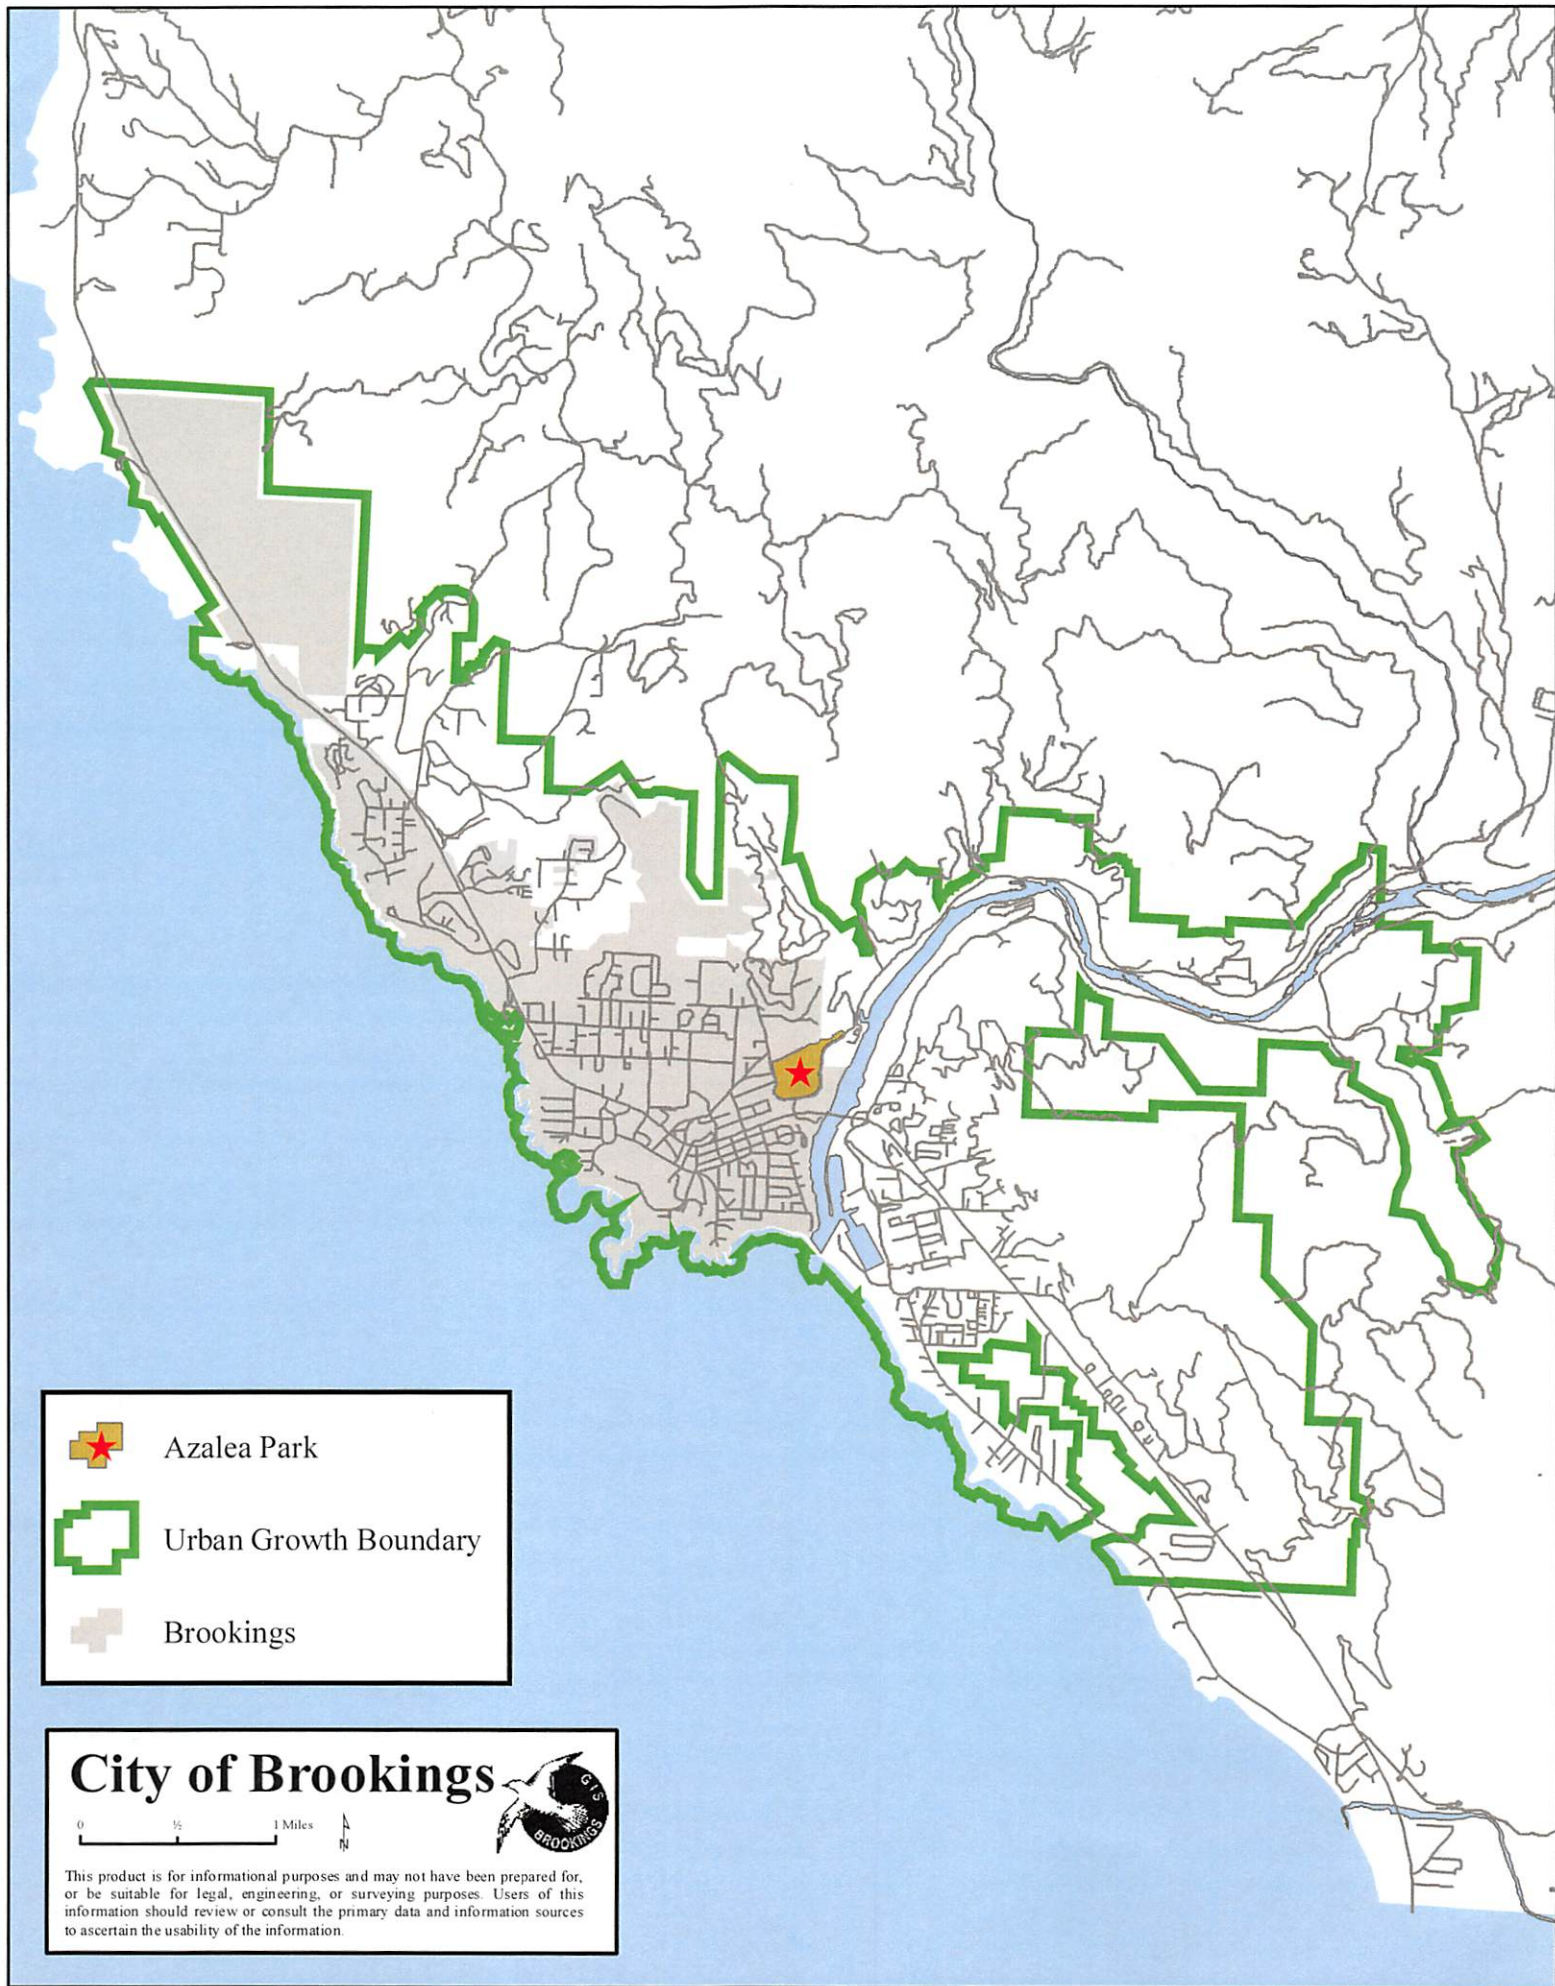 Azalea Park
Urban Growth Boundary
Brookings
City of Brookings
0 ½ 1 Miles
N
GIS
BROOKINGS
This product is for informational purposes and may not have been prepared for,
or be suitable for legal, engineering, or surveying purposes. Users of this
information should review or consult the primary data and information sources
to ascertain the usability of the information.